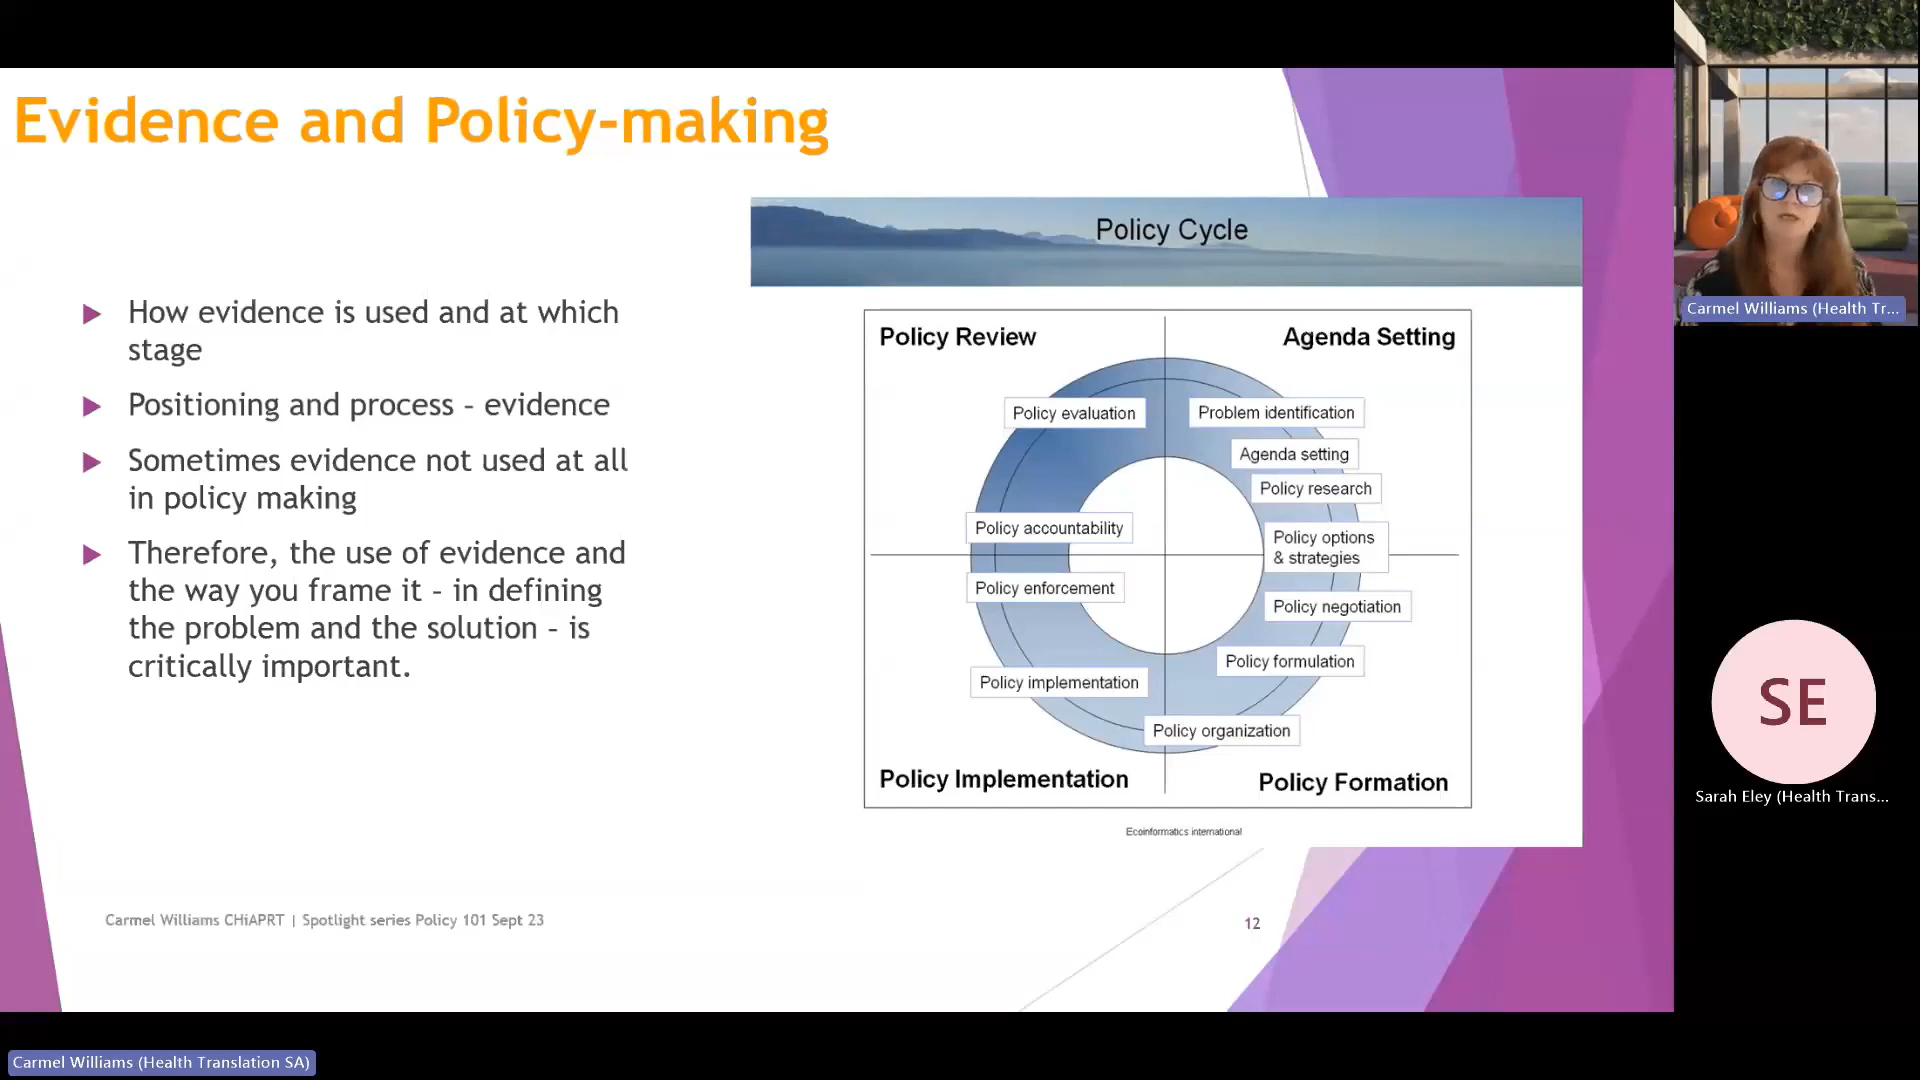 Evidence and Policy-making
How evidence is used and at which
stage
Positioning and process – evidence
Sometimes evidence not used at all
in policy making
Therefore, the use of evidence and
the way you frame it – in defining
the problem and the solution – is
critically important.
Policy Cycle
Policy Review
Agenda Setting
Policy evaluation
Problem identification
Agenda setting
Policy research
Policy accountability
Policy options
& strategies
Policy enforcement
Policy negotiation
Policy formulation
Policy implementation
Policy organization
Policy Implementation
Policy Formation
Ecoinformatics international
Carmel Williams CHiAPRT | Spotlight series Policy 101 Sept 23
12
Carmel Williams (Health Tr...
SE
Sarah Eley (Health Trans...
Carmel Williams (Health Translation SA)